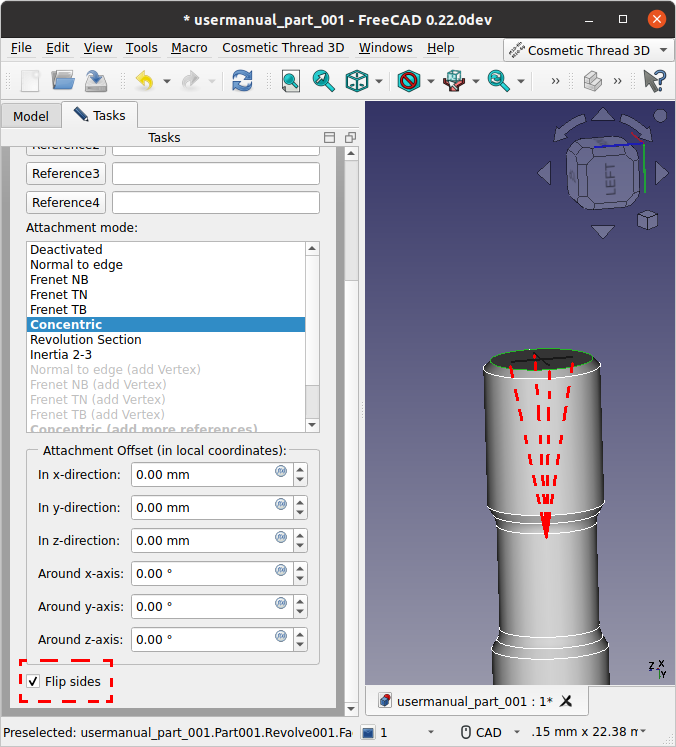 * usermanual_part_001 - FreeCAD 0.22.0dev
File Edit View Tools Macro Cosmetic Thread 3D Windows Help
Cosmetic Thread 3D
Model Tasks
Tasks
Reference2
Reference3
Reference4
Attachment mode:
Deactivated
Normal to edge
Frenet NB
Frenet TN
Frenet TB
Concentric
Revolution Section
Inertia 2-3
Normal to edge (add Vertex)
Frenet NB (add Vertex)
Frenet TN (add Vertex)
Frenet TB (add Vertex)
Concentric (add more references)
Attachment Offset (in local coordinates):
In x-direction: 0.00 mm
In y-direction: 0.00 mm
In z-direction: 0.00 mm
Around x-axis: 0.00 °
Around y-axis: 0.00 °
Around z-axis: 0.00 °
Flip sides
LEFT
Z X
Y
usermanual_part_001 : 1*
Preselected: usermanual_part_001.Part001.Revolve001.Fa
1
CAD
.15 mm x 22.38 m